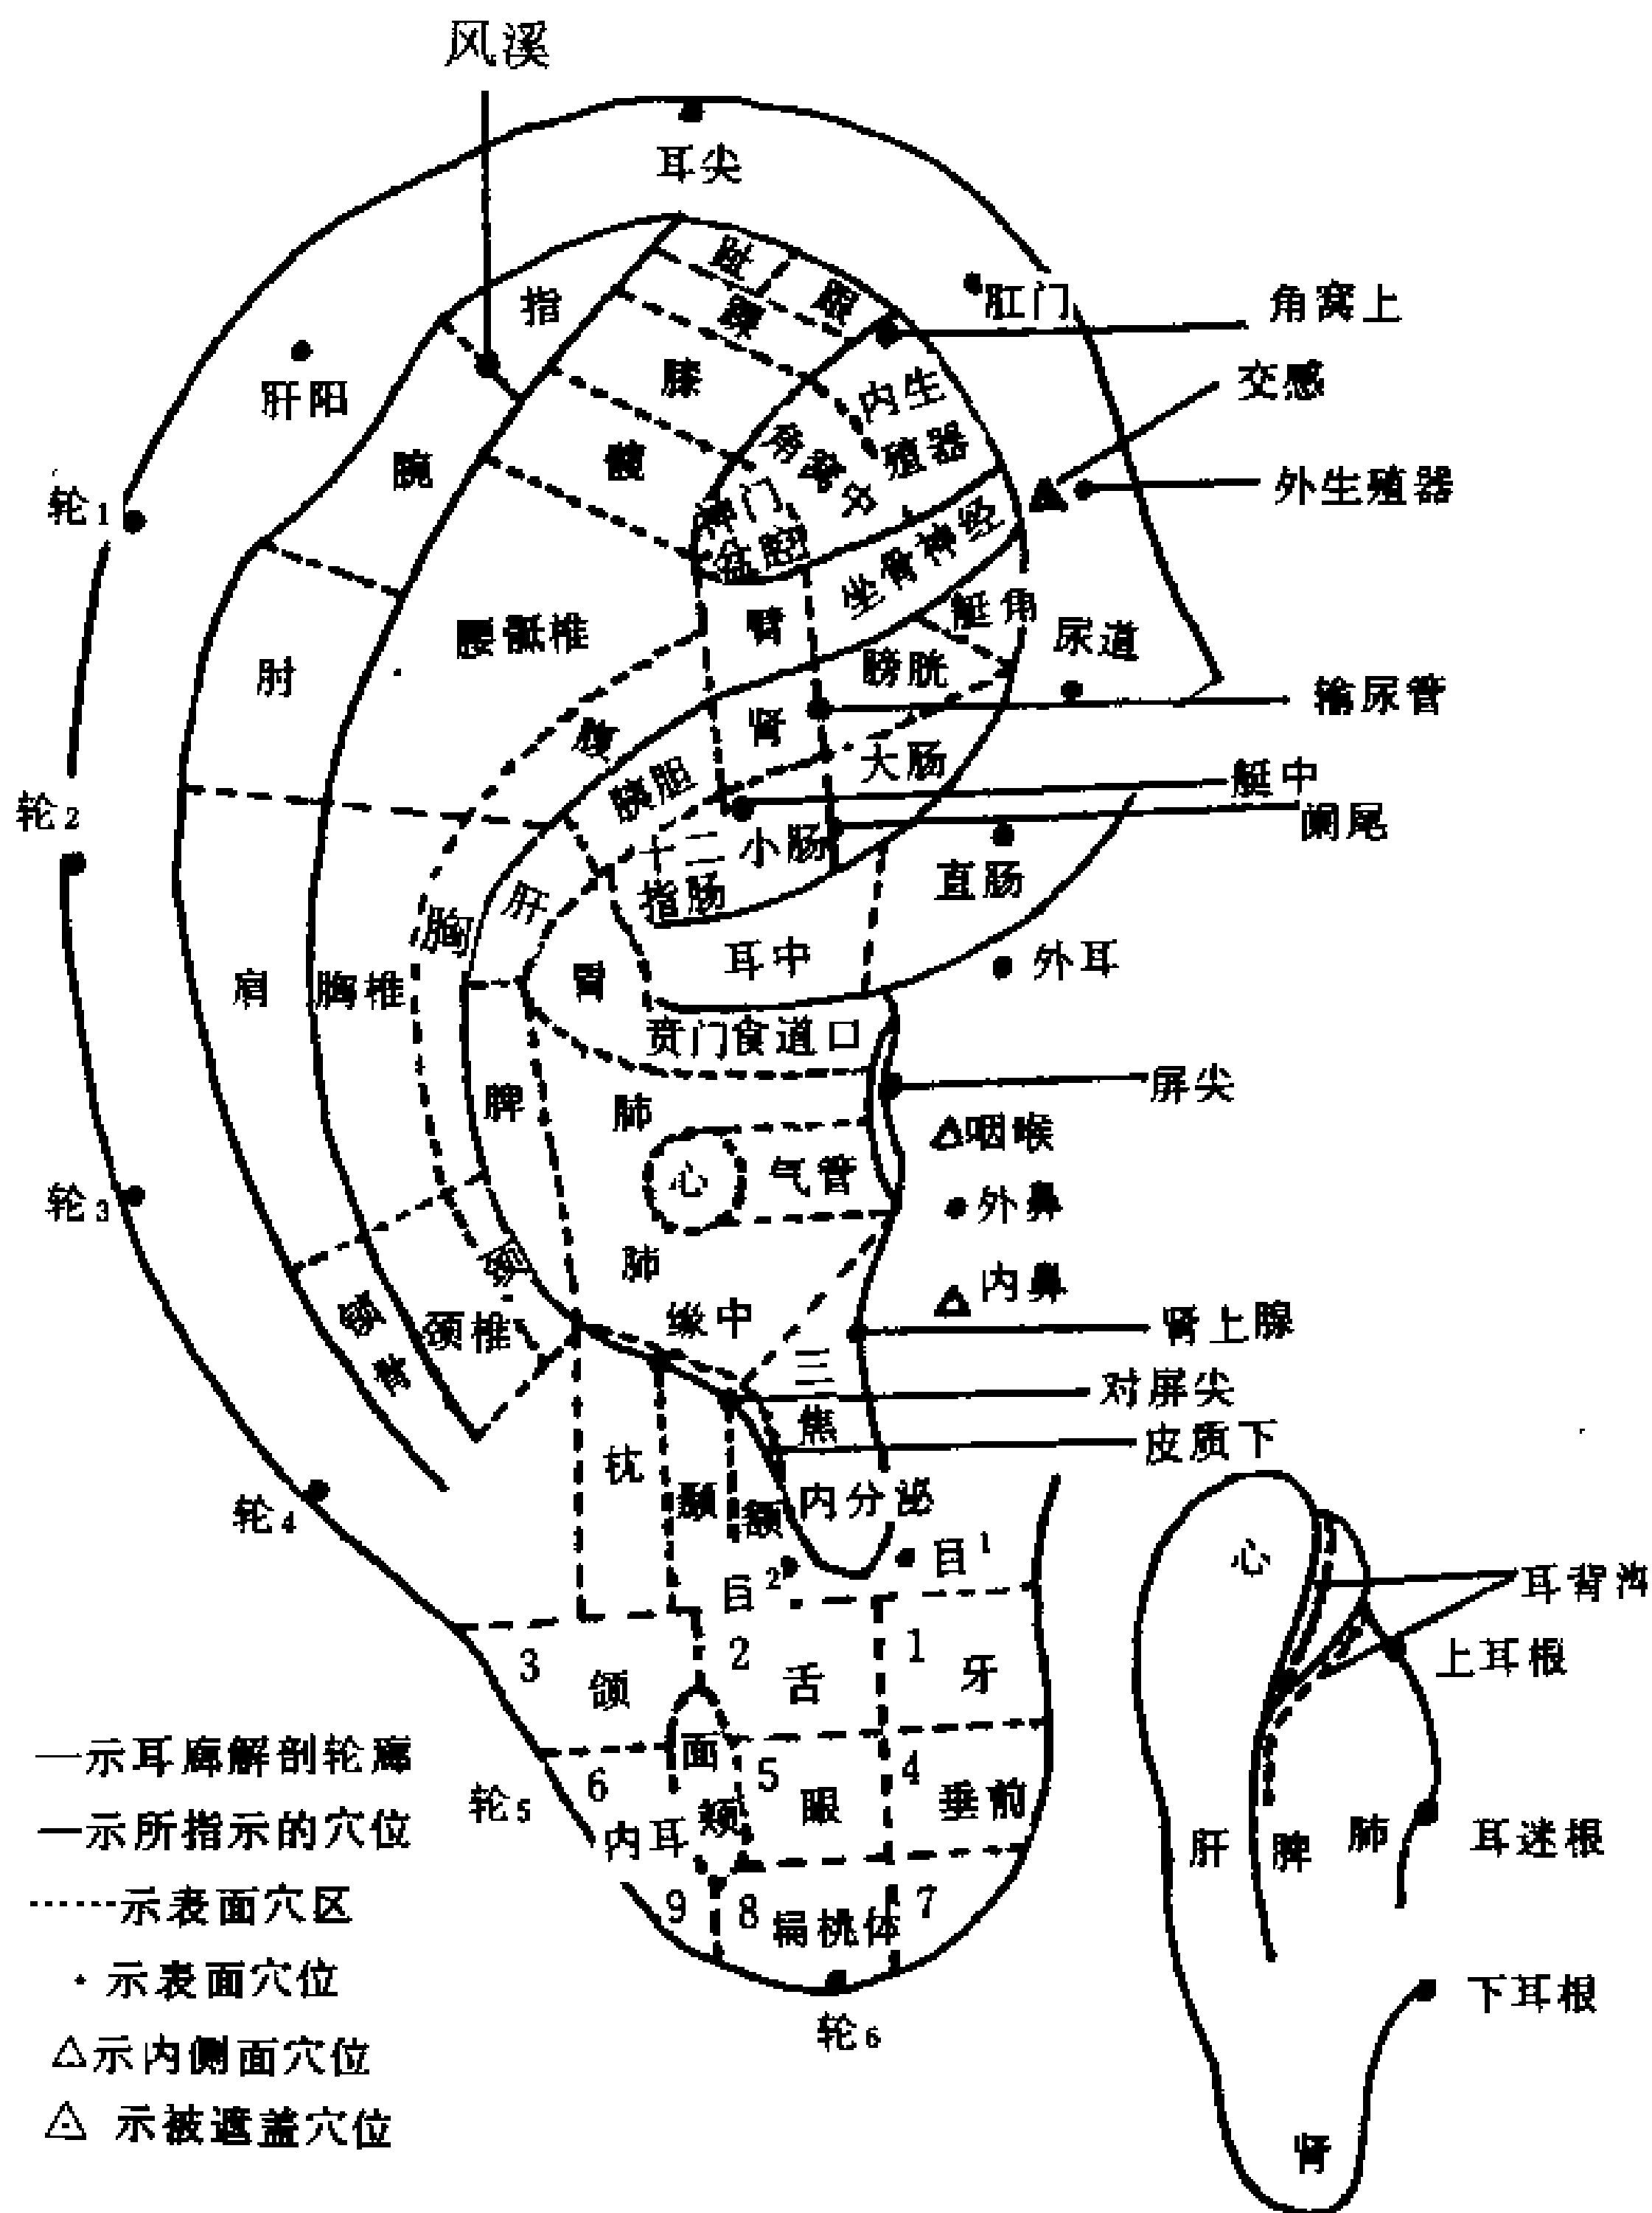 风溪
耳尖
趾
跟
踝
指
肛门
角窝上
膝
交感
肝阳
内生
殖器
角窝中
髋
腕
轮1
神门
外生殖器
盆腔
坐骨神经
艇角
臀
腰骶椎
尿道
肘
膀胱
输尿管
肾
腹
大肠
胰胆
艇中
轮2
阑尾
十二
指肠
小肠
直肠
肝
胸
耳中
外耳
胃
肩
胸椎
贲门食道口
屏尖
脾
肺
咽喉
心
气管
轮3
外鼻
颈
肺
内鼻
锁骨
颈椎
缘中
肾上腺
三焦
对屏尖
皮质下
枕
颞
额
内分泌
轮4
目1
目2
心
耳背沟
3
2
1
上耳根
颌
舌
牙
面颊
—示耳廊解剖轮廊
6
5
4
轮5
眼
垂前
—示所指示的穴位
内耳
肝
脾
肺
耳迷根
······示表面穴区
9
8
7
扁桃体
·示表面穴位
下耳根
轮6
△示内侧面穴位
示被遮盖穴位
肾